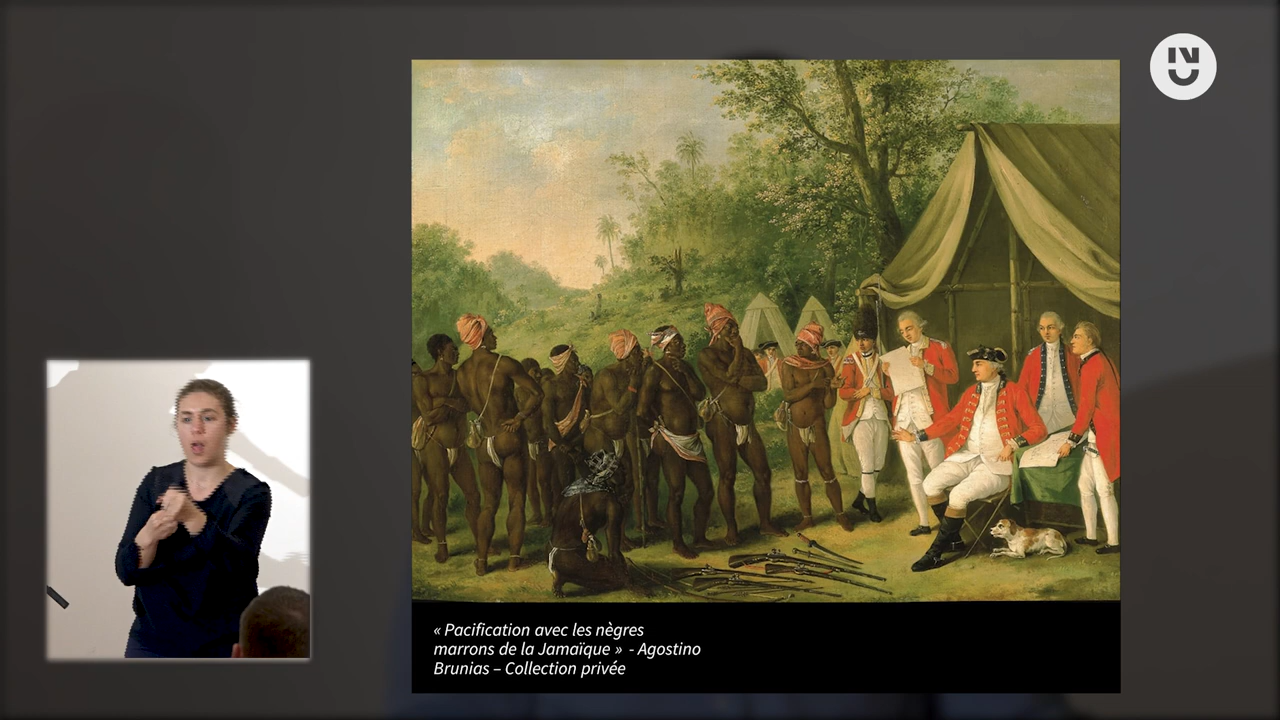 « Pacification avec les nègres
marrons de la Jamaïque » - Agostino
Brunias – Collection privée